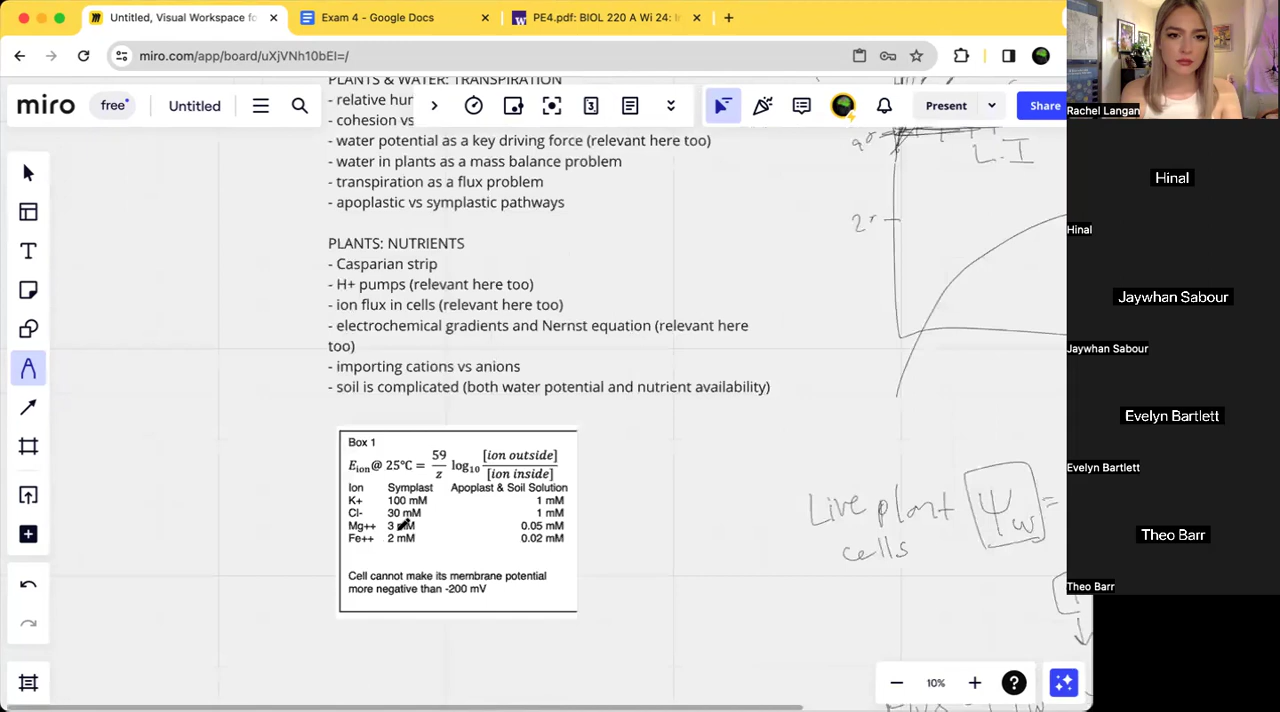 Untitled, Visual Workspace fo
Exam 4 - Google Docs
PE4.pdf: BIOL 220 A Wi 24: I
miro.com/app/board/uXjVNh10bEI=/
miro
free
Untitled
Present
Share
PLANTS & WATER: TRANSPIRATION
- relative hur
- cohesion vs
- water potential as a key driving force (relevant here too)
- water in plants as a mass balance problem
- transpiration as a flux problem
- apoplastic vs symplastic pathways
PLANTS: NUTRIENTS
- Casparian strip
- H+ pumps (relevant here too)
- ion flux in cells (relevant here too)
- electrochemical gradients and Nernst equation (relevant here
too)
- importing cations vs anions
- soil is complicated (both water potential and nutrient availability)
Box 1
E_ion@ 25°C = 59/z log₁₀ [ion outside]/[ion inside]
Ion Symplast Apoplast & Soil Solution
K+ 100 mM 1 mM
Cl- 30 mM 1 mM
Mg++ 3 mM 0.05 mM
Fe++ 2 mM 0.02 mM
Cell cannot make its membrane potential
more negative than -200 mV
L.I
Live plant Ψw =
cells
10%
Rachel Langan
Hinal
Hinal
Jaywhan Sabour
Jaywhan Sabour
Evelyn Bartlett
Evelyn Bartlett
Theo Barr
Theo Barr